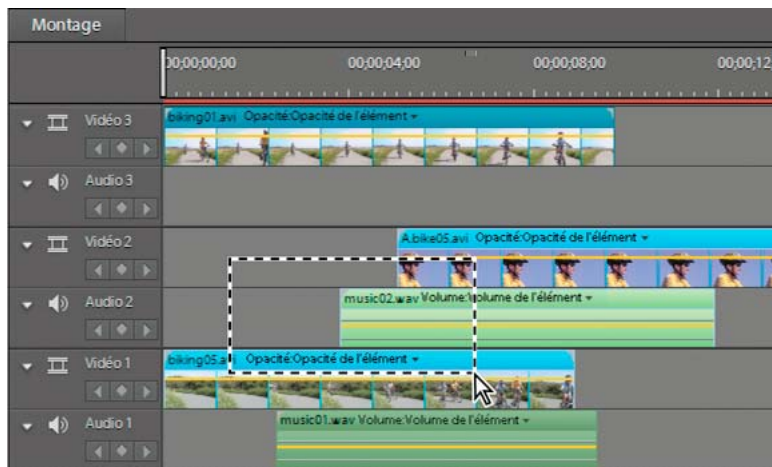 Montage
00;00;00;00 00;00;04;00 00;00;08;00 00;00;12
Vidéo 3
biking01.avi Opacité:Opacité de l'élément
Audio 3
Vidéo 2
A.bike05.avi Opacité:Opacité de l'élément
Audio 2
music02.wav Volume:Volume de l'élément
Vidéo 1
biking05.a Opacité:Opacité de l'élément
Audio 1
music01.wav Volume:Volume de l'élément